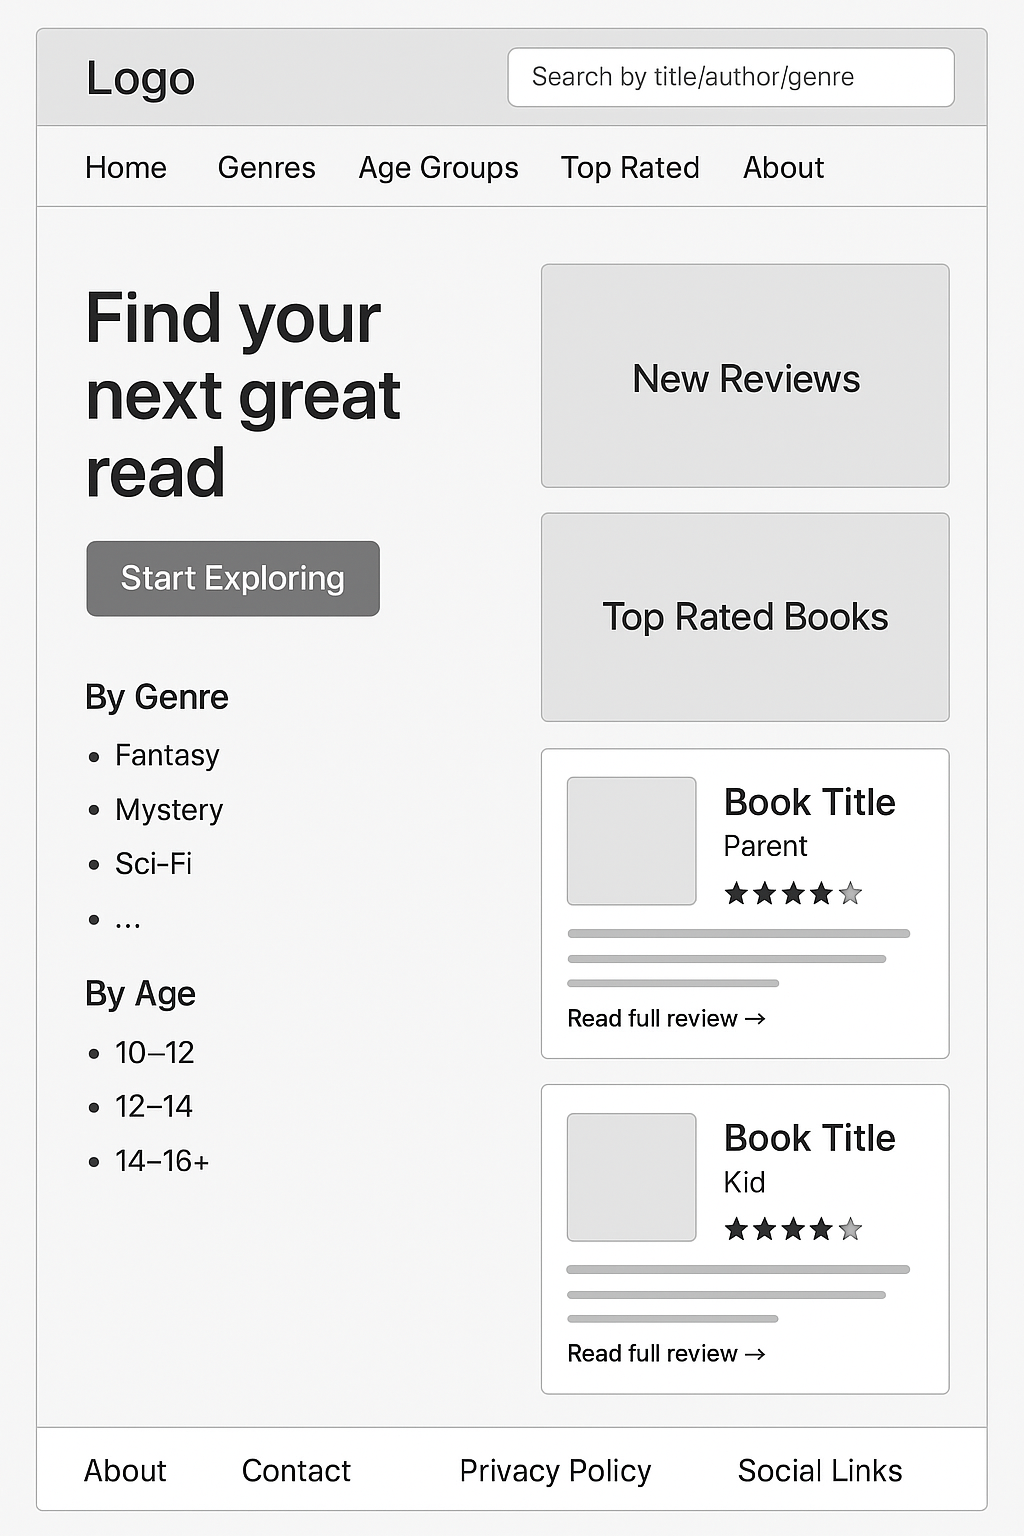 Logo
Search by title/author/genre
Home Genres Age Groups Top Rated About
Find your
next great
read
Start Exploring
By Genre
• Fantasy
• Mystery
• Sci-Fi
• ...
By Age
• 10–12
• 12–14
• 14–16+
New Reviews
Top Rated Books
Book Title
Parent
★★★★☆
Read full review →
Book Title
Kid
★★★★☆
Read full review →
About Contact Privacy Policy Social Links